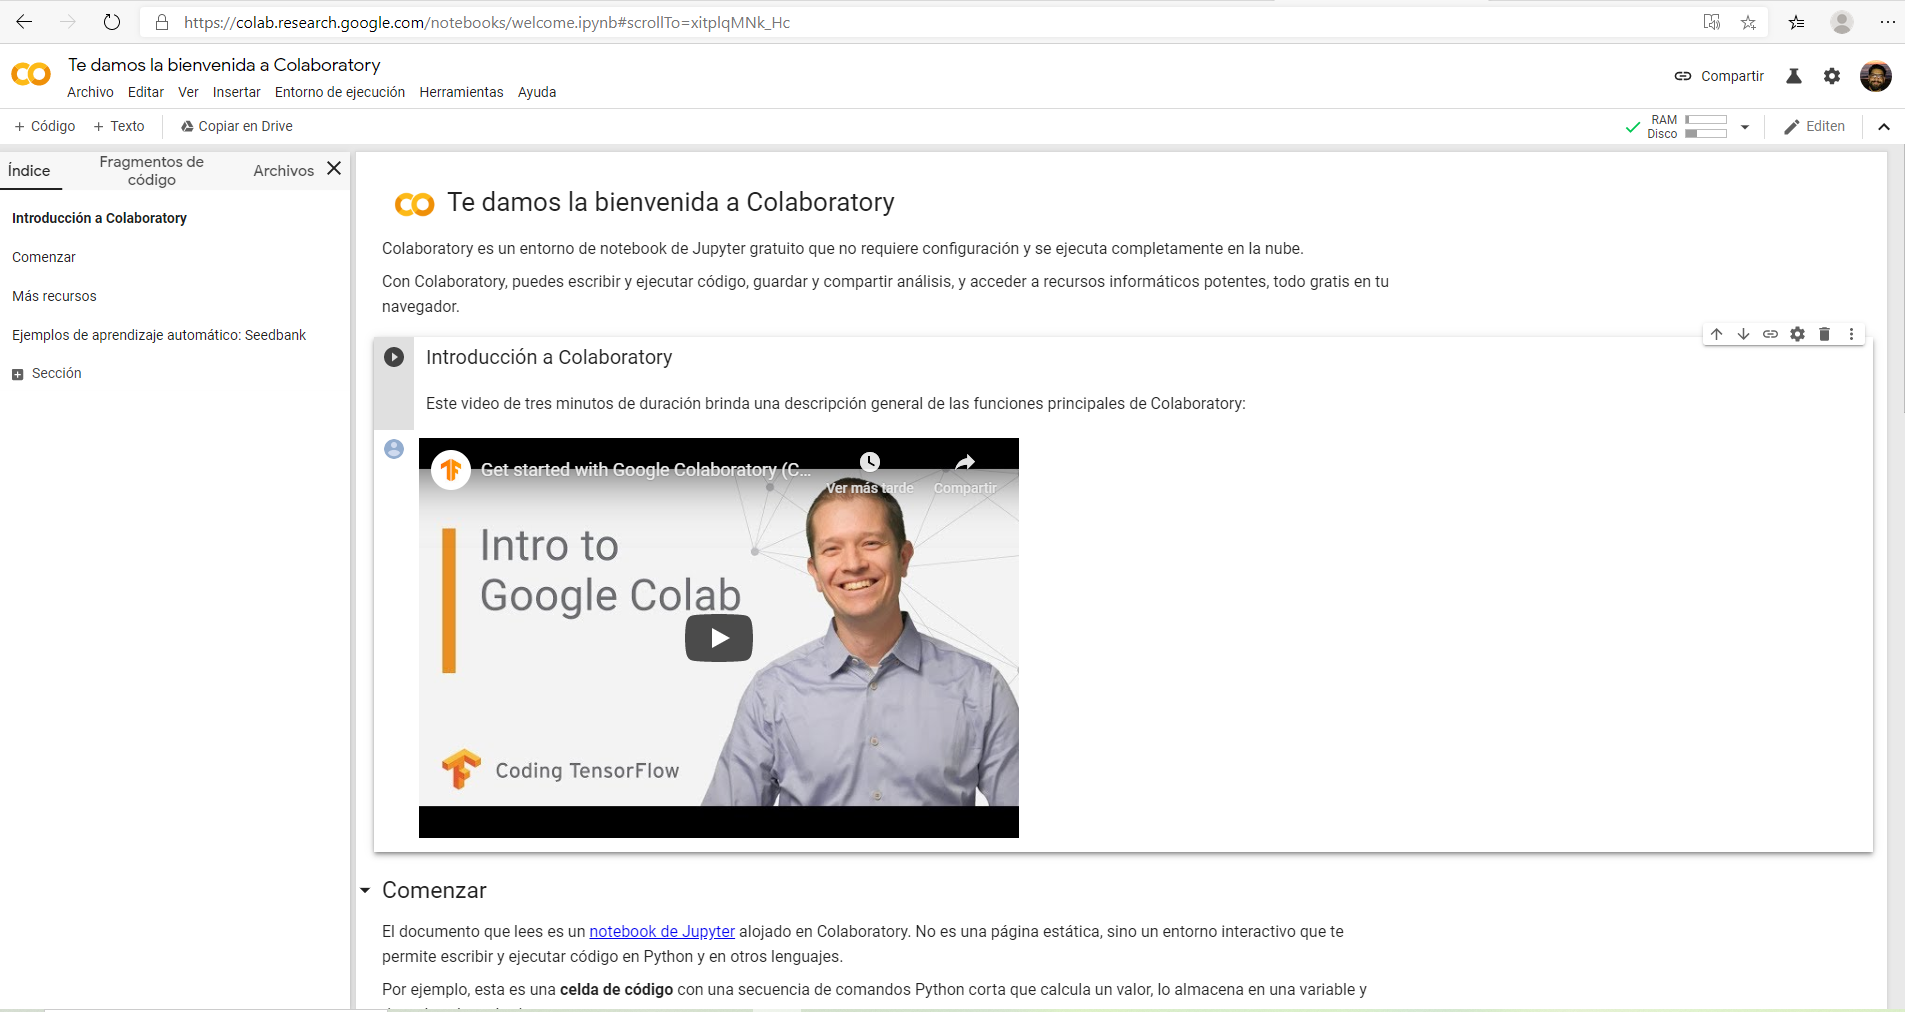 https://colab.research.google.com/notebooks/welcome.ipynb#scrollTo=xitplqMNk_Hc
Te damos la bienvenida a Colaboratory
Archivo Editar Ver Insertar Entorno de ejecución Herramientas Ayuda
Compartir
+ Código + Texto Copiar en Drive
RAM
Disco
Editen
Índice
Fragmentos de
código
Archivos
Introducción a Colaboratory
Comenzar
Más recursos
Ejemplos de aprendizaje automático: Seedbank
Sección
Te damos la bienvenida a Colaboratory
Colaboratory es un entorno de notebook de Jupyter gratuito que no requiere configuración y se ejecuta completamente en la nube.
Con Colaboratory, puedes escribir y ejecutar código, guardar y compartir análisis, y acceder a recursos informáticos potentes, todo gratis en tu
navegador.
Introducción a Colaboratory
Este video de tres minutos de duración brinda una descripción general de las funciones principales de Colaboratory:
Get started with Google Colaboratory (C...
Ver más tarde Compartir
Intro to
Google Colab
Coding TensorFlow
Comenzar
El documento que lees es un notebook de Jupyter alojado en Colaboratory. No es una página estática, sino un entorno interactivo que te
permite escribir y ejecutar código en Python y en otros lenguajes.
Por ejemplo, esta es una celda de código con una secuencia de comandos Python corta que calcula un valor, lo almacena en una variable y